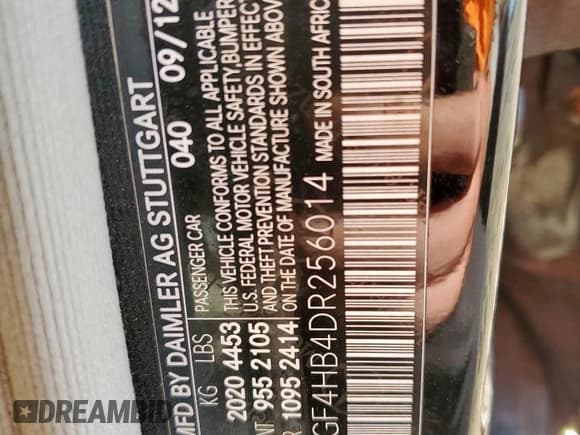 MFD BY DAIMLER AG STUTTGART
040 09/12
KG LBS PASSENGER CAR
2020 4453 THIS VEHICLE CONFORMS TO ALL APPLICABLE
U.S. FEDERAL MOTOR VEHICLE SAFETY, BUMPER
955 2105 AND THEFT PREVENTION STANDARDS IN EFFECT
1095 2414 ON THE DATE OF MANUFACTURE SHOWN ABOVE
MADE IN SOUTH AFRIC
GF4HB4DR256014
DREAMBID